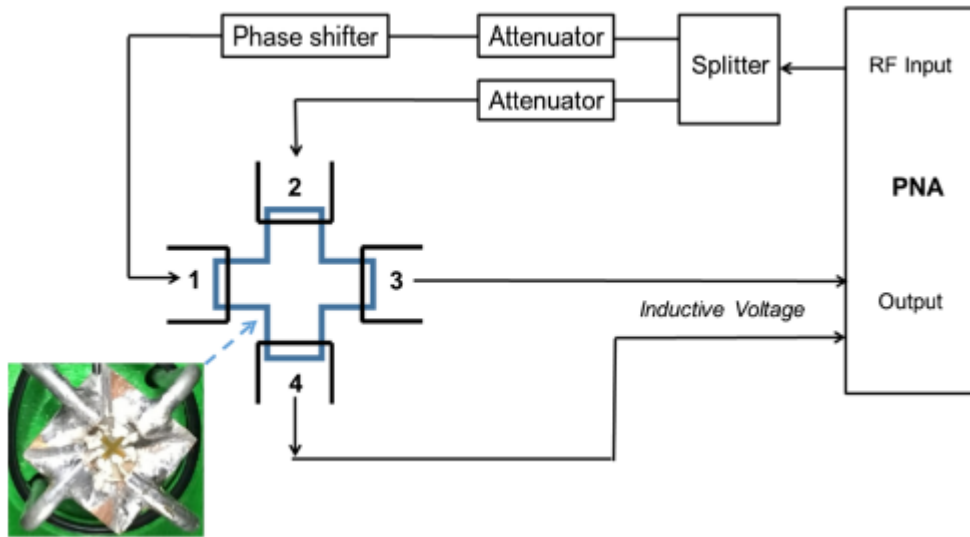 Phase shifter
Attenuator
Splitter
RF Input
Attenuator
PNA
2
1
3
Inductive Voltage
Output
4